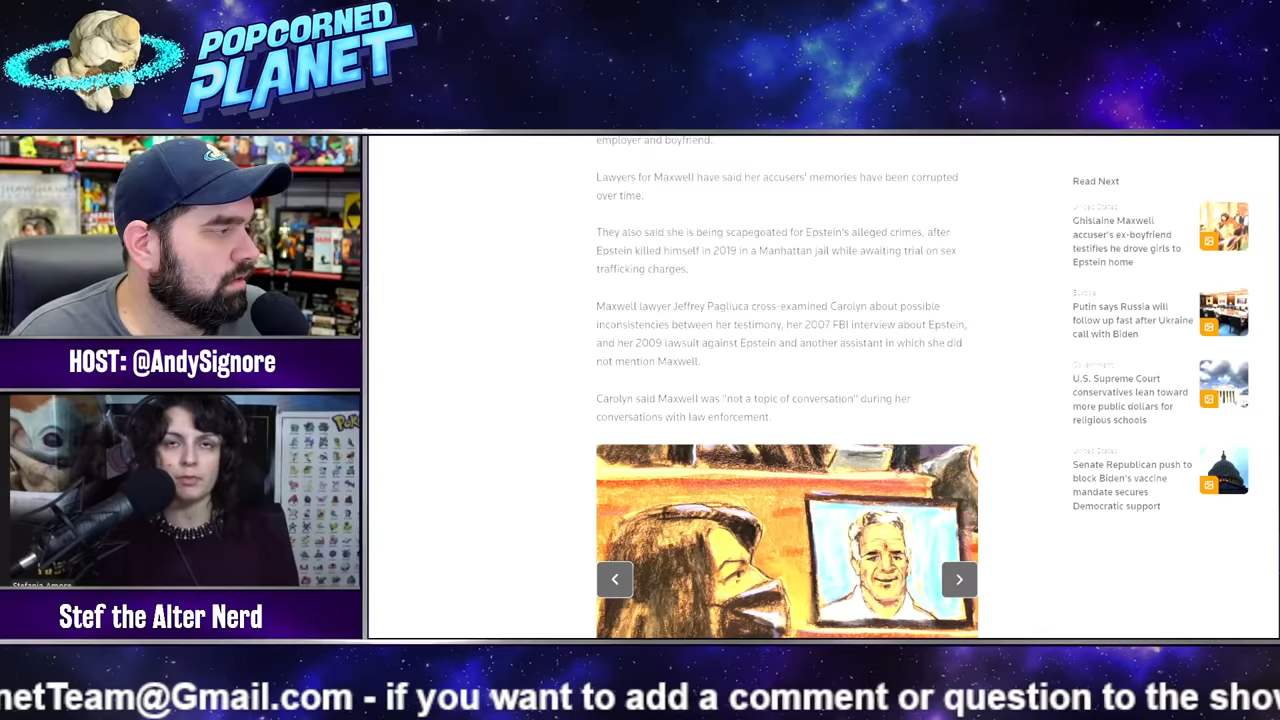 POPCORNED
PLANET
HOST: @AndySignore
Stefania Amore
Stef the Alter Nerd
employer and boyfriend.
Lawyers for Maxwell have said her accusers' memories have been corrupted
over time.
They also said she is being scapegoated for Epstein's alleged crimes, after
Epstein killed himself in 2019 in a Manhattan jail while awaiting trial on sex
trafficking charges.
Maxwell lawyer Jeffrey Pagliuca cross-examined Carolyn about possible
inconsistencies between her testimony, her 2007 FBI interview about Epstein,
and her 2009 lawsuit against Epstein and another assistant in which she did
not mention Maxwell.
Carolyn said Maxwell was "not a topic of conversation" during her
conversations with law enforcement.
Read Next
United States
Ghislaine Maxwell
accuser's ex-boyfriend
testifies he drove girls to
Epstein home
Europe
Putin says Russia will
follow up fast after Ukraine
call with Biden
Government
U.S. Supreme Court
conservatives lean toward
more public dollars for
religious schools
United States
Senate Republican push to
block Biden's vaccine
mandate secures
Democratic support
netTeam@Gmail.com - if you want to add a comment or question to the show